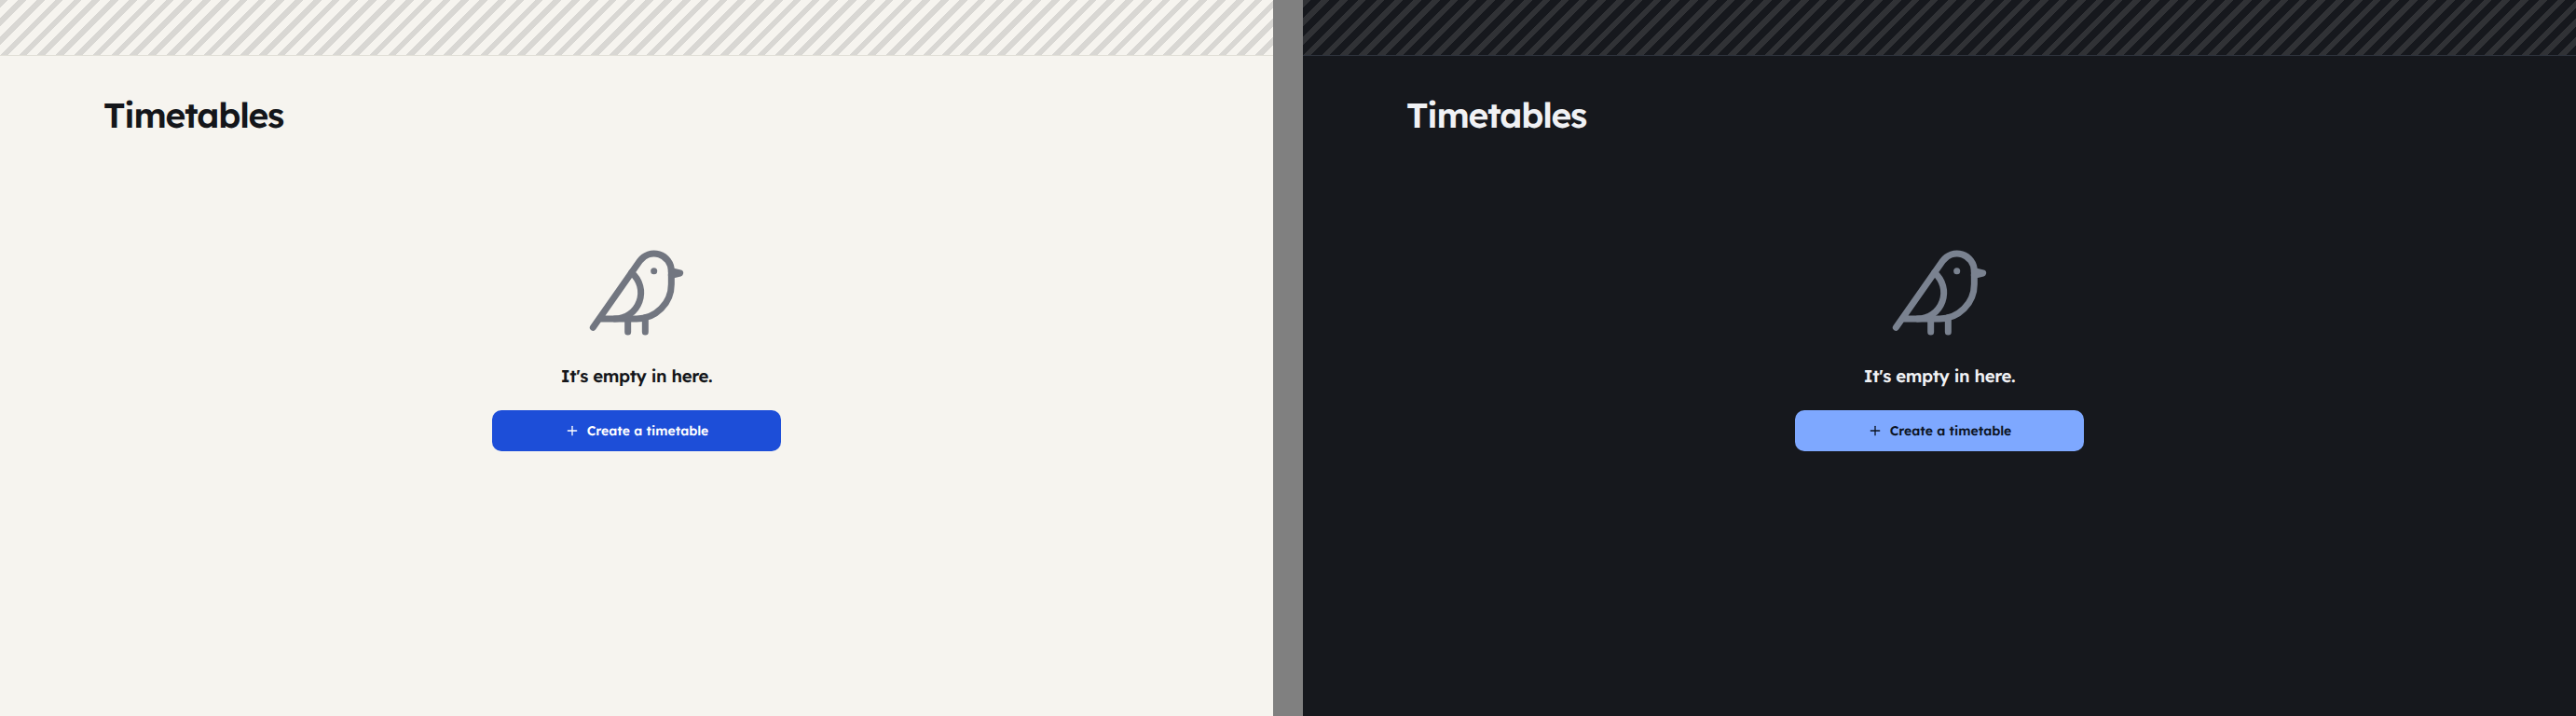 Timetables
It's empty in here.
+ Create a timetable
Timetables
It's empty in here.
+ Create a timetable